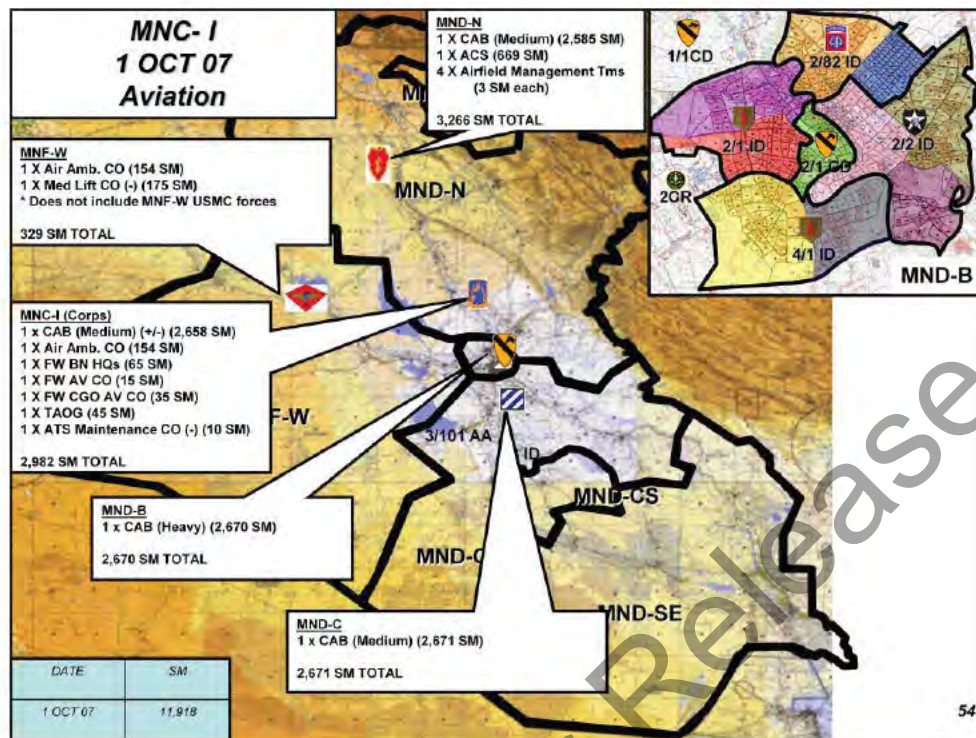 MNC- I
1 OCT 07
Aviation
MND-N
1 X CAB (Medium) (2,585 SM)
1 X ACS (669 SM)
4 X Airfield Management Tms
(3 SM each)
3,266 SM TOTAL
MNF-W
1 X Air Amb. CO (154 SM)
1 X Med Lift CO (-) (175 SM)
* Does not include MNF-W USMC forces
329 SM TOTAL
MNC-I (Corps)
1 x CAB (Medium) (+/-) (2,658 SM)
1 X Air Amb. CO (154 SM)
1 X FW BN HQs (65 SM)
1 X FW AV CO (15 SM)
1 X FW CGO AV CO (35 SM)
1 X TAOG (45 SM)
1 X ATS Maintenance CO (-) (10 SM)
2,982 SM TOTAL
MND-B
1 x CAB (Heavy) (2,670 SM)
2,670 SM TOTAL
MND-C
1 x CAB (Medium) (2,671 SM)
2,671 SM TOTAL
1/1CD
2/82 ID
2/1 ID
2/1 CD
2/2 ID
2CR
4/1 ID
MND-B
M
MND-N
F-W
3/101 AA
ID
MND-CS
MND-C
MND-SE
DATE SM
1 OCT 07 11,918
54
Release